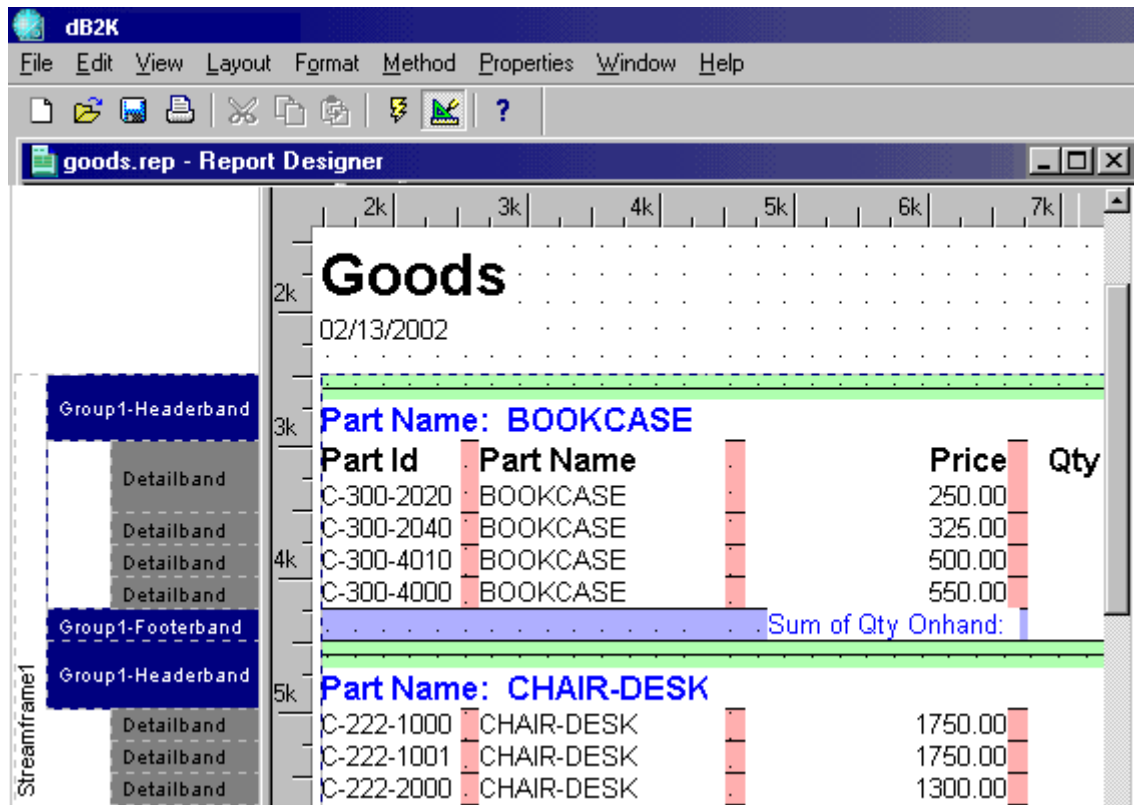 dB2K
File Edit View Layout Format Method Properties Window Help
?
goods.rep - Report Designer
2k 3k 4k 5k 6k 7k
Goods
2k
02/13/2002
Group1-Headerband
Part Name: BOOKCASE
3k
Part Id Part Name Price Qty
Detailband
C-300-2020 BOOKCASE 250.00
Detailband C-300-2040 BOOKCASE 325.00
Detailband 4k C-300-4010 BOOKCASE 500.00
Detailband C-300-4000 BOOKCASE 550.00
Group1-Footerband Sum of Qty Onhand:
Group1-Headerband
5k Part Name: CHAIR-DESK
Streamframe1
Detailband C-222-1000 CHAIR-DESK 1750.00
Detailband C-222-1001 CHAIR-DESK 1750.00
Detailband C-222-2000 CHAIR-DESK 1300.00